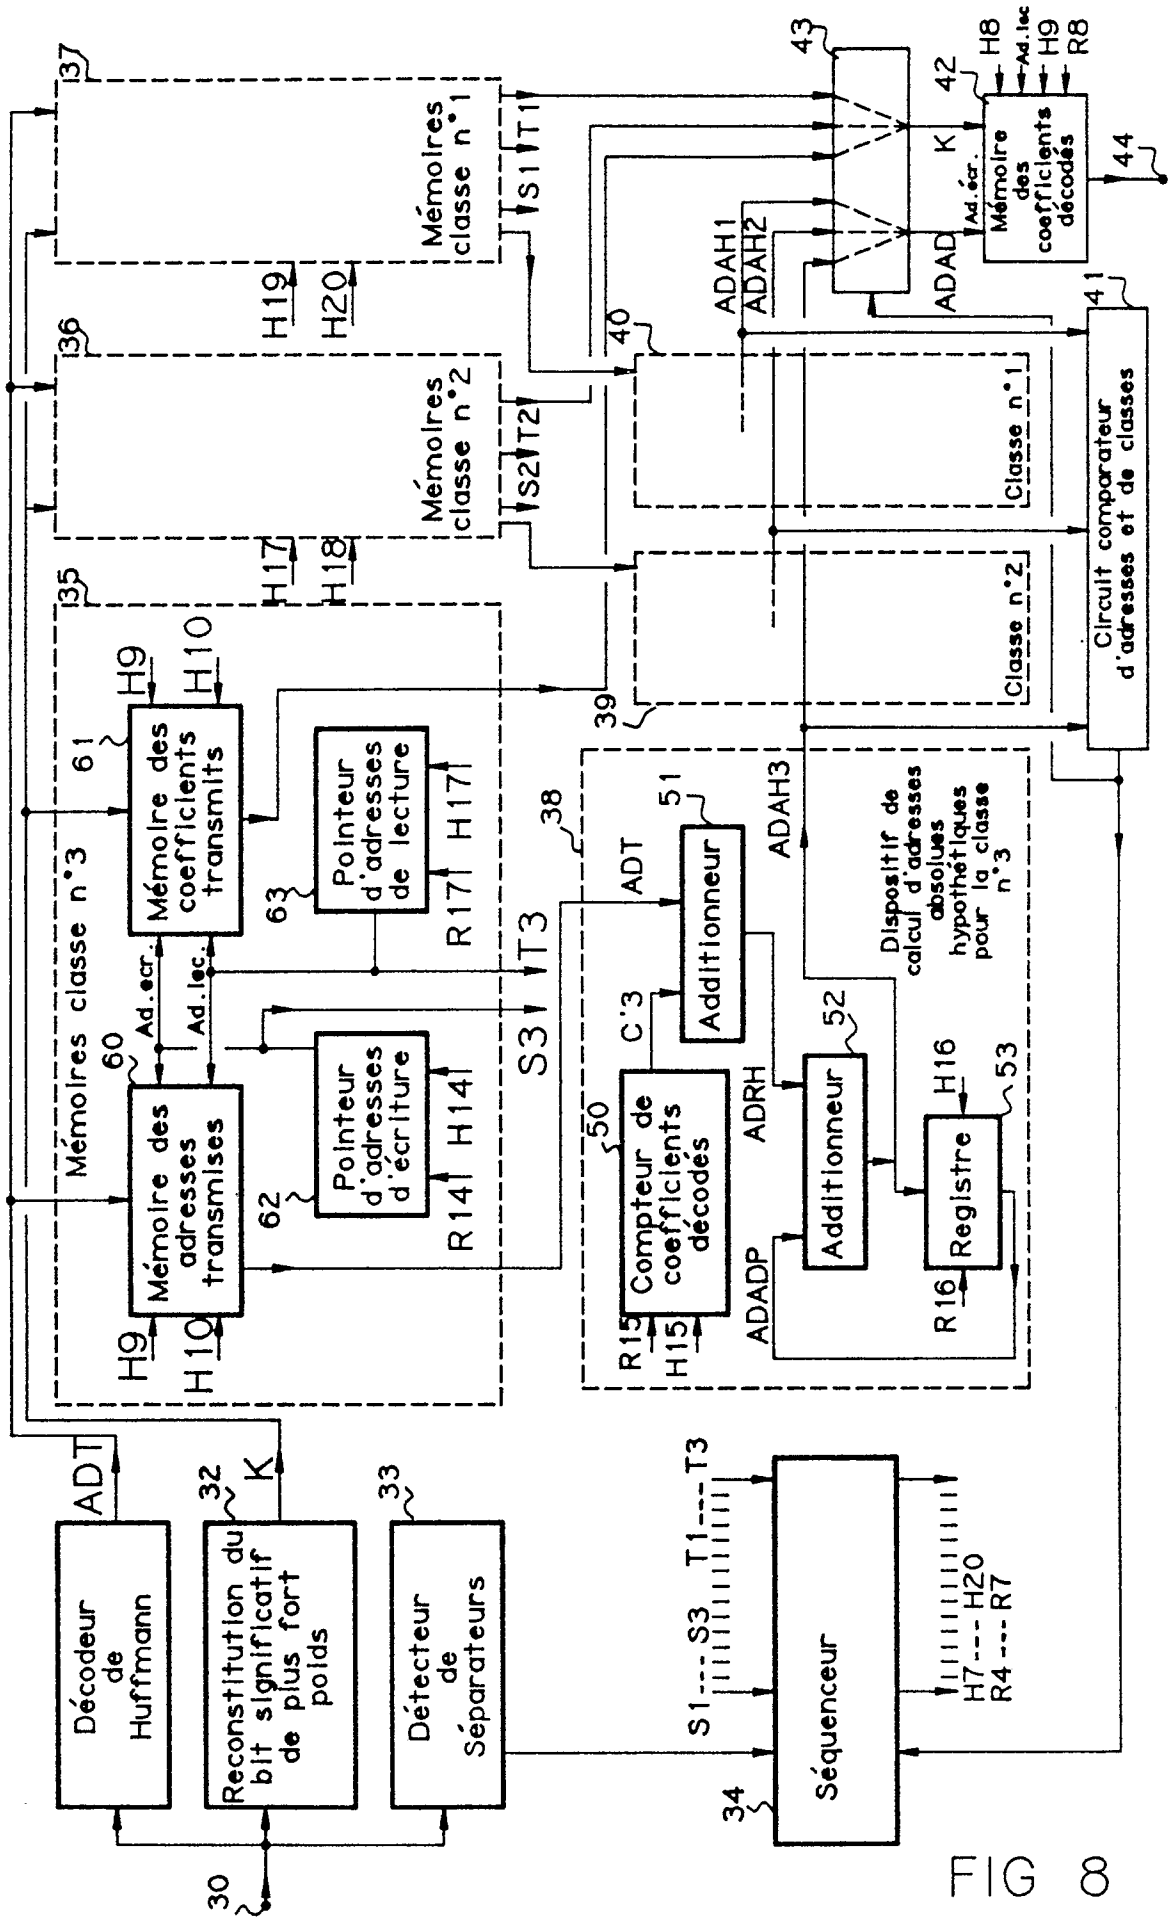 30
Décodeur
de
Huffmann
ADT
Reconstitution du
bit significatif
de plus fort
poids
32
K
Détecteur
de
Séparateurs
33
Séquenceur
34
S1---S3 T1---T3
H7---H20
R4---R7
Mémoires classe n°3
35
Mémoire des
adresses
transmises
60
H9
H10
Ad.ecr.
Ad.lec.
Mémoire des
coefficients
transmits
61
H9
H10
Pointeur
d'adresses
d'écriture
62
R14
H14
Pointeur
d'adresses
de lecture
63
R17
H17
S3
T3
Mémoires
classe n°2
36
H17
H18
S2
T2
Mémoires
classe n°1
37
H19
H20
S1
T1
38
Compteur de
coefficients
décodés
50
R15
H15
C'3
ADT
Additionneur
51
ADRH
ADADP
Additionneur
52
Registre
53
R16
H16
ADAH3
Dispositif de
calcul d'adresses
absolues
hypothétiques
pour la classe
n°3
Classe n°2
39
Classe n°1
40
ADAH1
ADAH2
Circuit comparateur
d'adresses et de classes
41
43
ADAD
K
Ad.écr.
Mémoire
des
coefficients
décodés
42
H8
Ad.lec
H9
R8
44
FIG 8